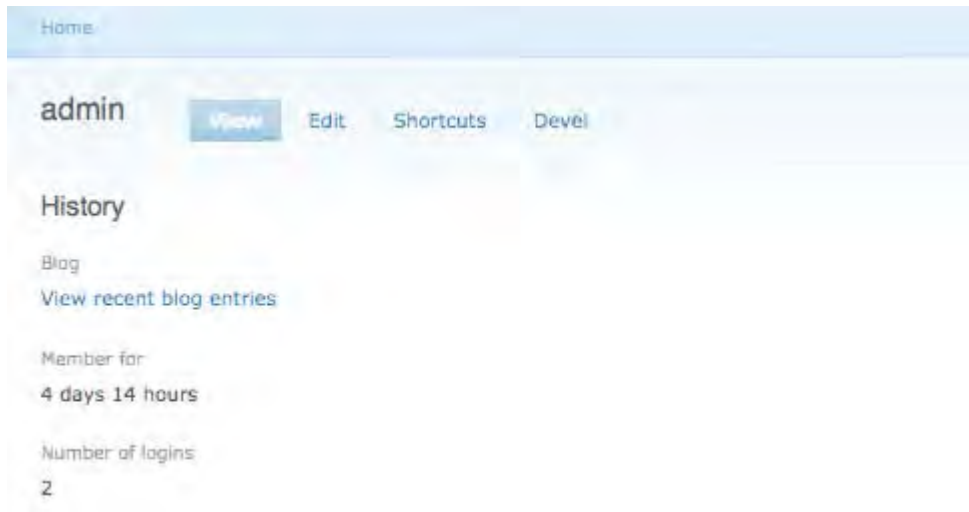 Home
admin View Edit Shortcuts Devel
History
Blog
View recent blog entries
Member for
4 days 14 hours
Number of logins
2